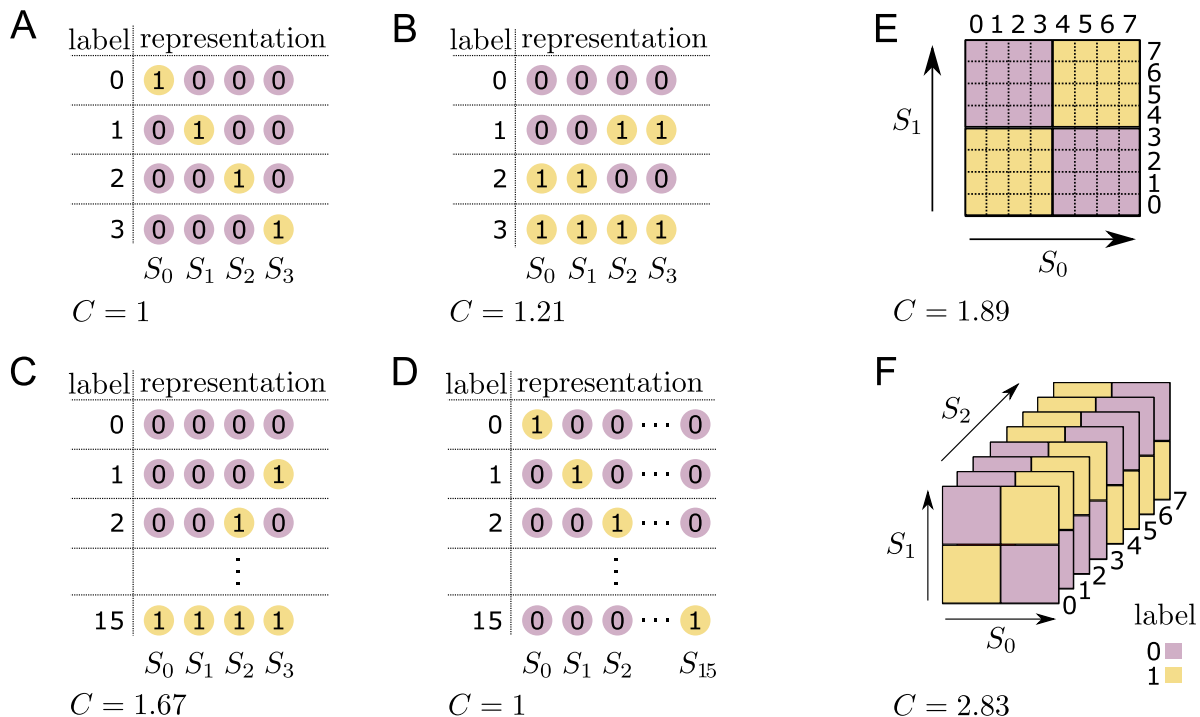 A
label representation
0 1 0 0 0
1 0 1 0 0
2 0 0 1 0
3 0 0 0 1
S0 S1 S2 S3
C = 1
B
label representation
0 0 0 0 0
1 0 0 1 1
2 1 1 0 0
3 1 1 1 1
S0 S1 S2 S3
C = 1.21
E
0 1 2 3 4 5 6 7
7
6
5
4
3
2
1
0
S1
S0
C = 1.89
C
label representation
0 0 0 0 0
1 0 0 0 1
2 0 0 1 0
⋮
15 1 1 1 1
S0 S1 S2 S3
C = 1.67
D
label representation
0 1 0 0 ··· 0
1 0 1 0 ··· 0
2 0 0 1 ··· 0
⋮
15 0 0 0 ··· 1
S0 S1 S2 S15
C = 1
F
S2
S1
7
6
5
4
3
2
1
0
S0
label
0
1
C = 2.83